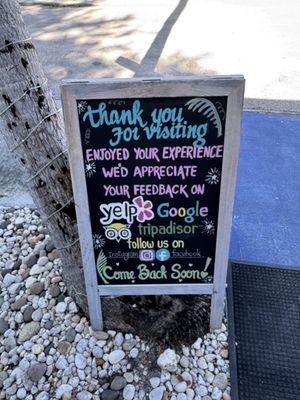 Thank you
For visiting
ENJOYED YOUR EXPERIENCE
WE'D APPRECIATE
YOUR FEEDBACK ON
yelp Google
tripadisor
follow us on
Instagram facebook
Come Back Soon!